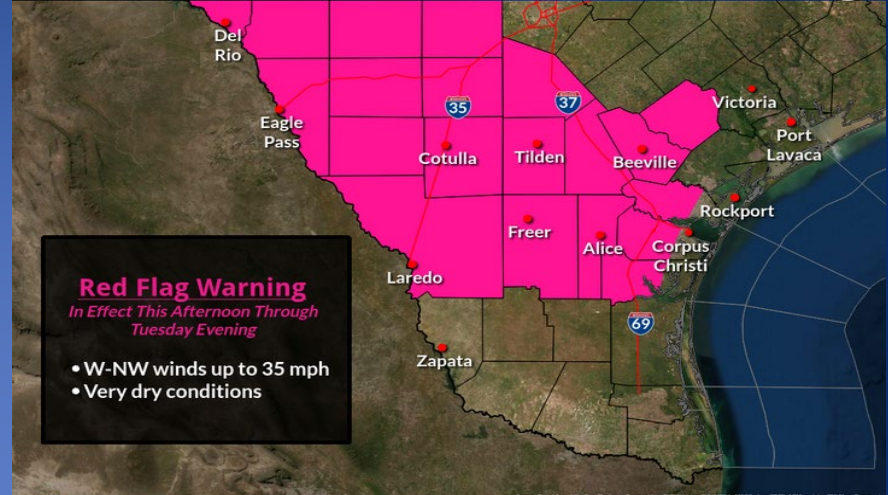 Del
Rio
Eagle
Pass
35
37
Victoria
Port
Lavaca
Cotulla
Tilden
Beeville
Rockport
Freer
Alice
Corpus
Christi
Laredo
69
Zapata
Red Flag Warning
In Effect This Afternoon Through
Tuesday Evening
• W-NW winds up to 35 mph
• Very dry conditions